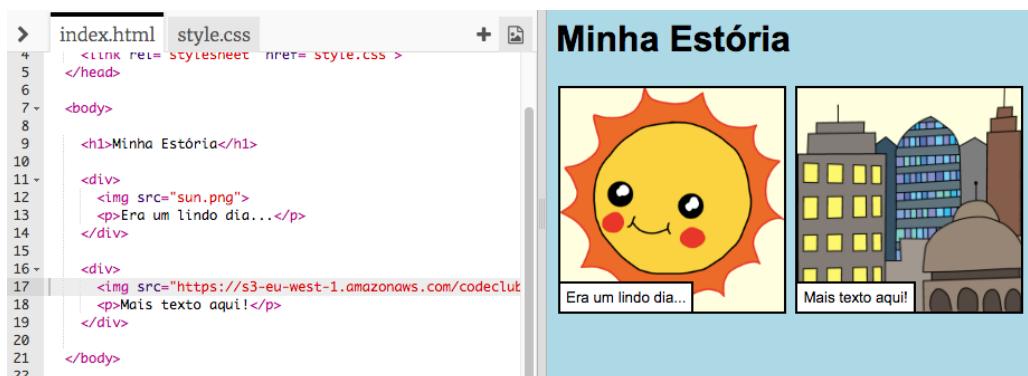 index.html style.css
4 <link rel="stylesheet" href="style.css">
5 </head>
6
7 <body>
8
9 <h1>Minha Estória</h1>
10
11 <div>
12 <img src="sun.png">
13 <p>Era um lindo dia...</p>
14 </div>
15
16 <div>
17 <img src="https://s3-eu-west-1.amazonaws.com/codeclub
18 <p>Mais texto aqui!</p>
19 </div>
20
21 </body>
22
Minha Estória
Era um lindo dia...
Mais texto aqui!